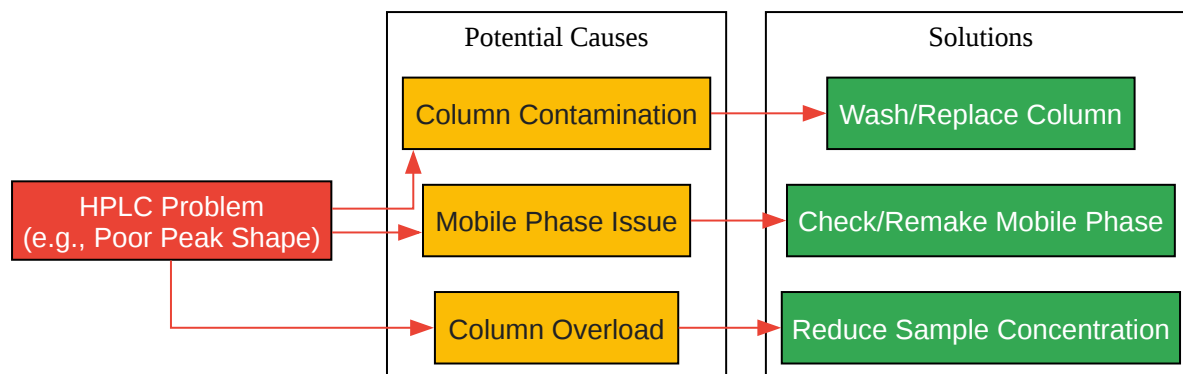 Potential Causes
Solutions
Column Contamination
Wash/Replace Column
HPLC Problem
(e.g., Poor Peak Shape)
Mobile Phase Issue
Check/Remake Mobile Phase
Column Overload
Reduce Sample Concentration